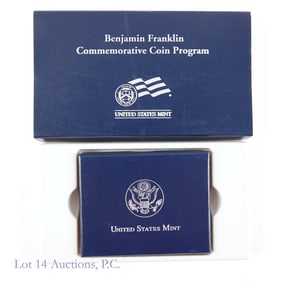 Benjamin Franklin
Commemorative Coin Program
UNITED STATES MINT
UNITED STATES MINT
Lot 14 Auctions, P.C.